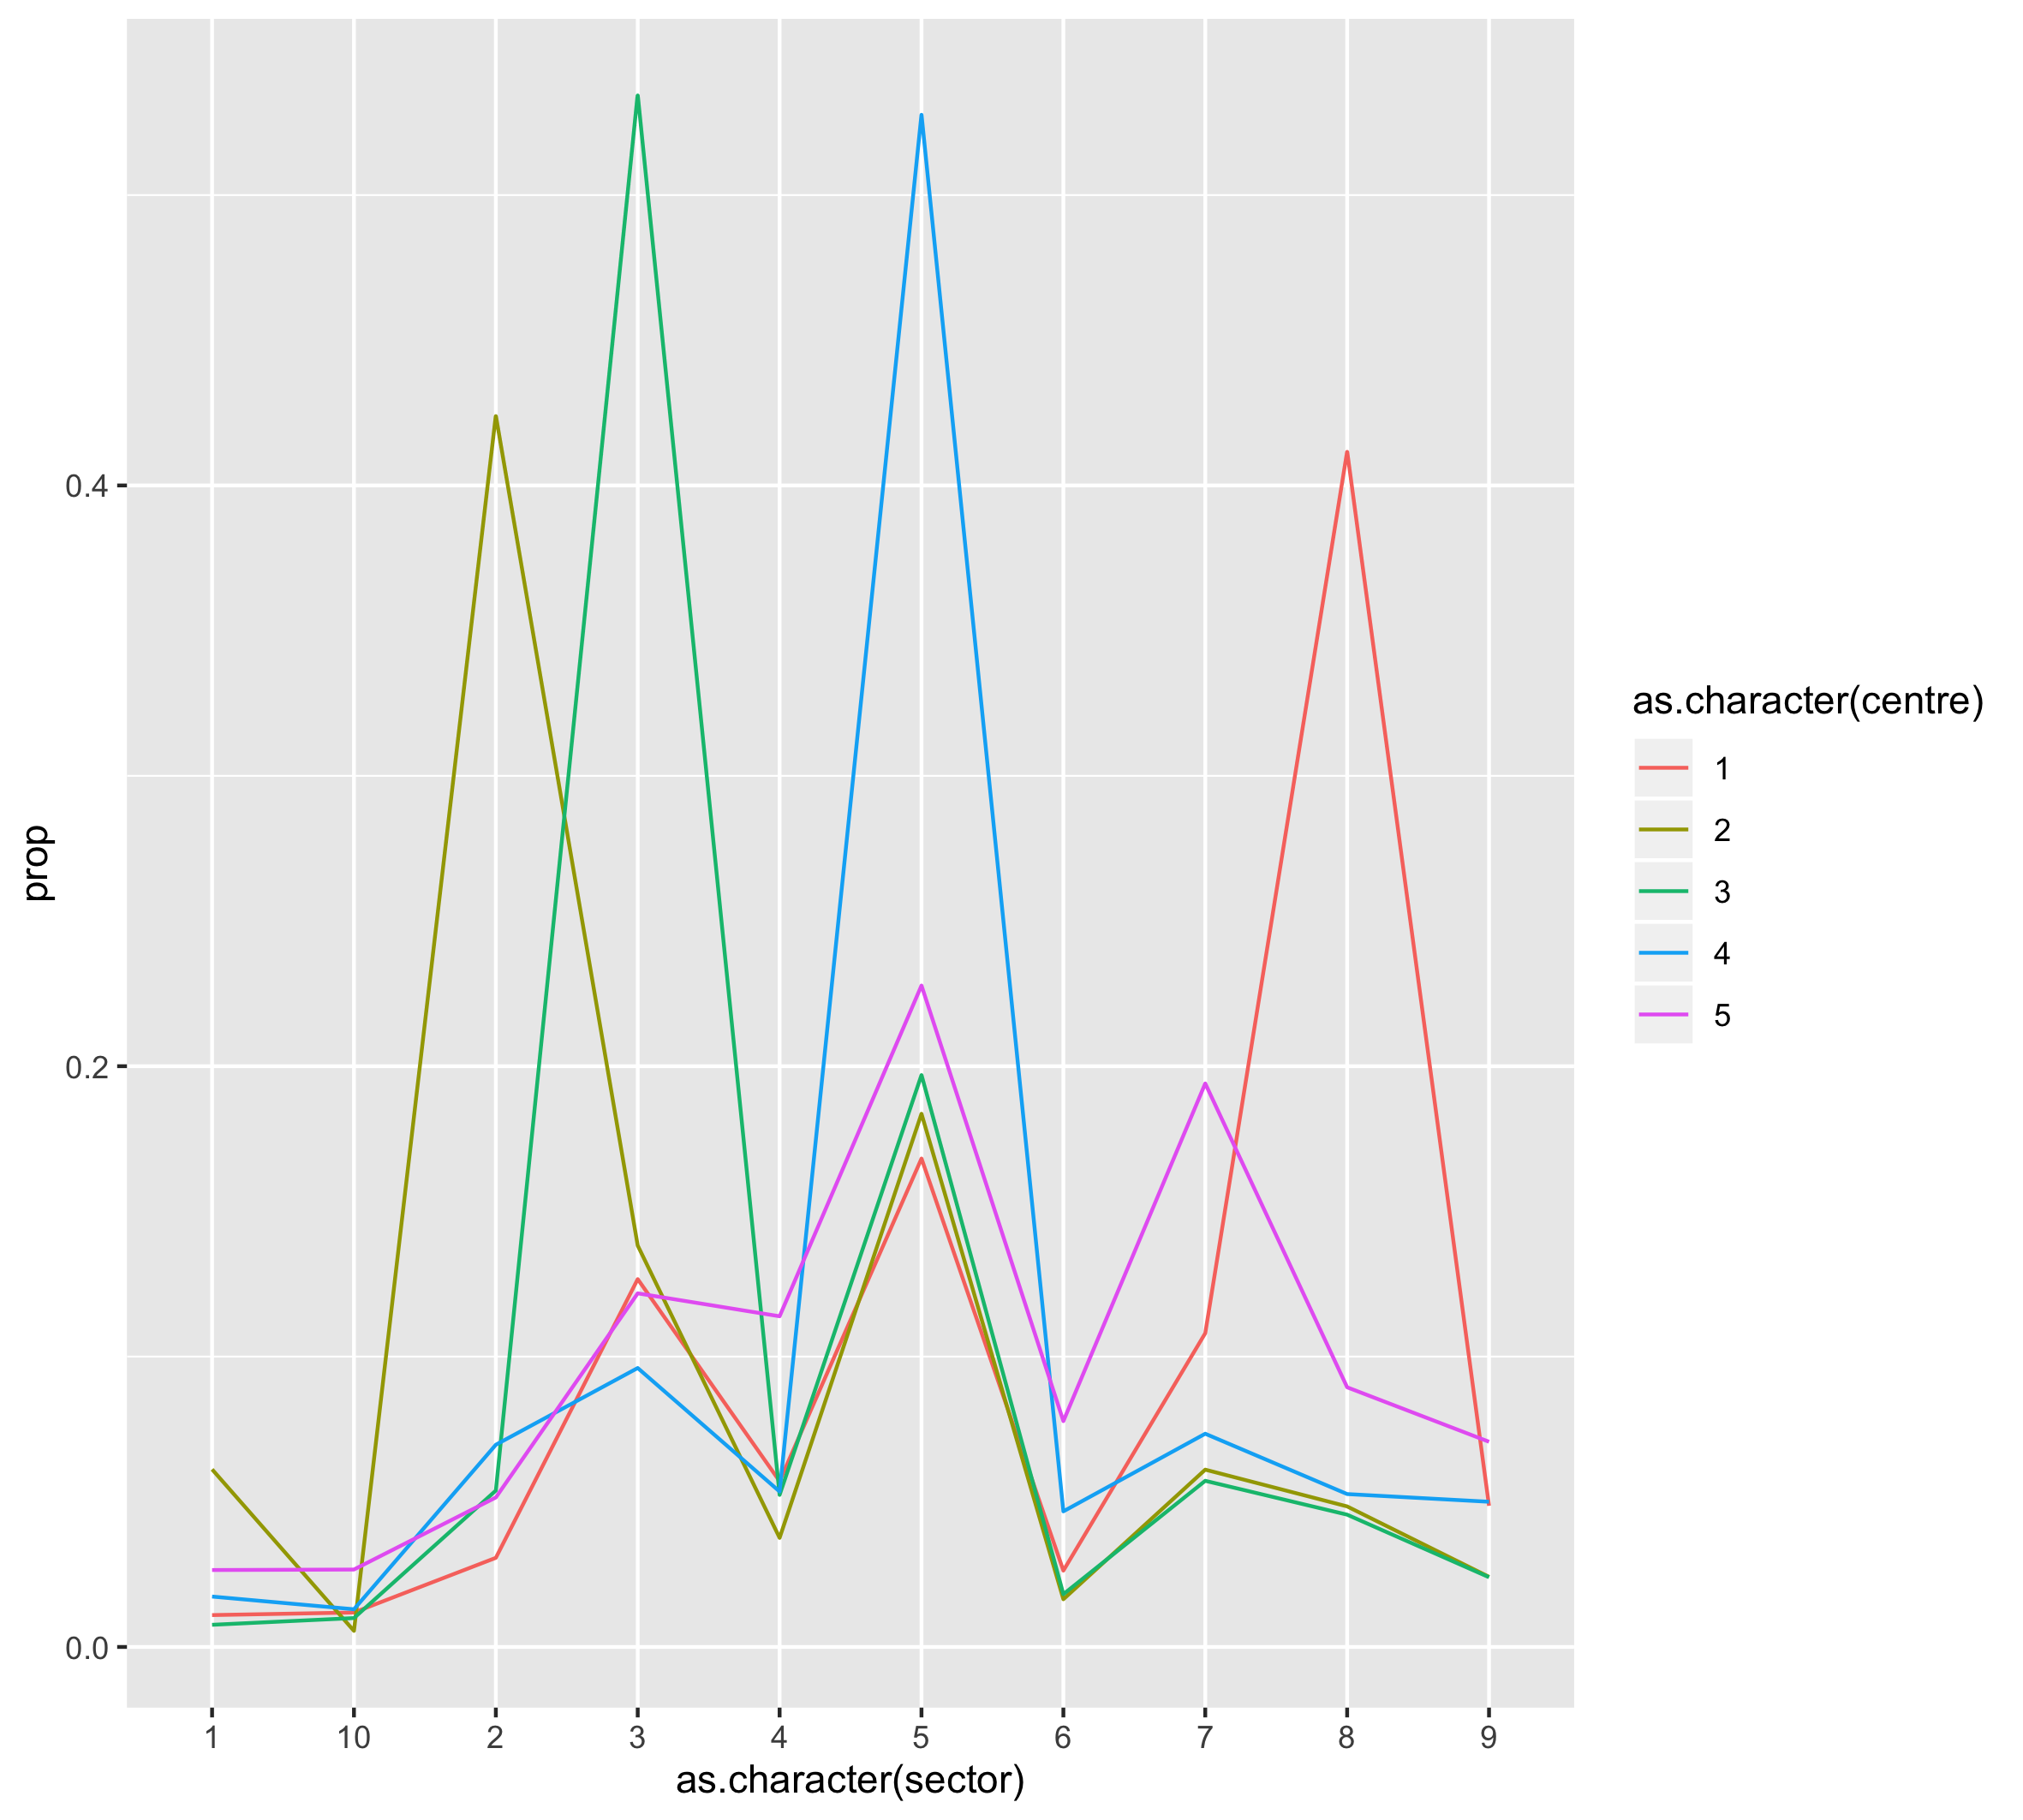 prop
0.4
0.2
0.0
1 10 2 3 4 5 6 7 8 9
as.character(sector)
as.character(centre)
1
2
3
4
5